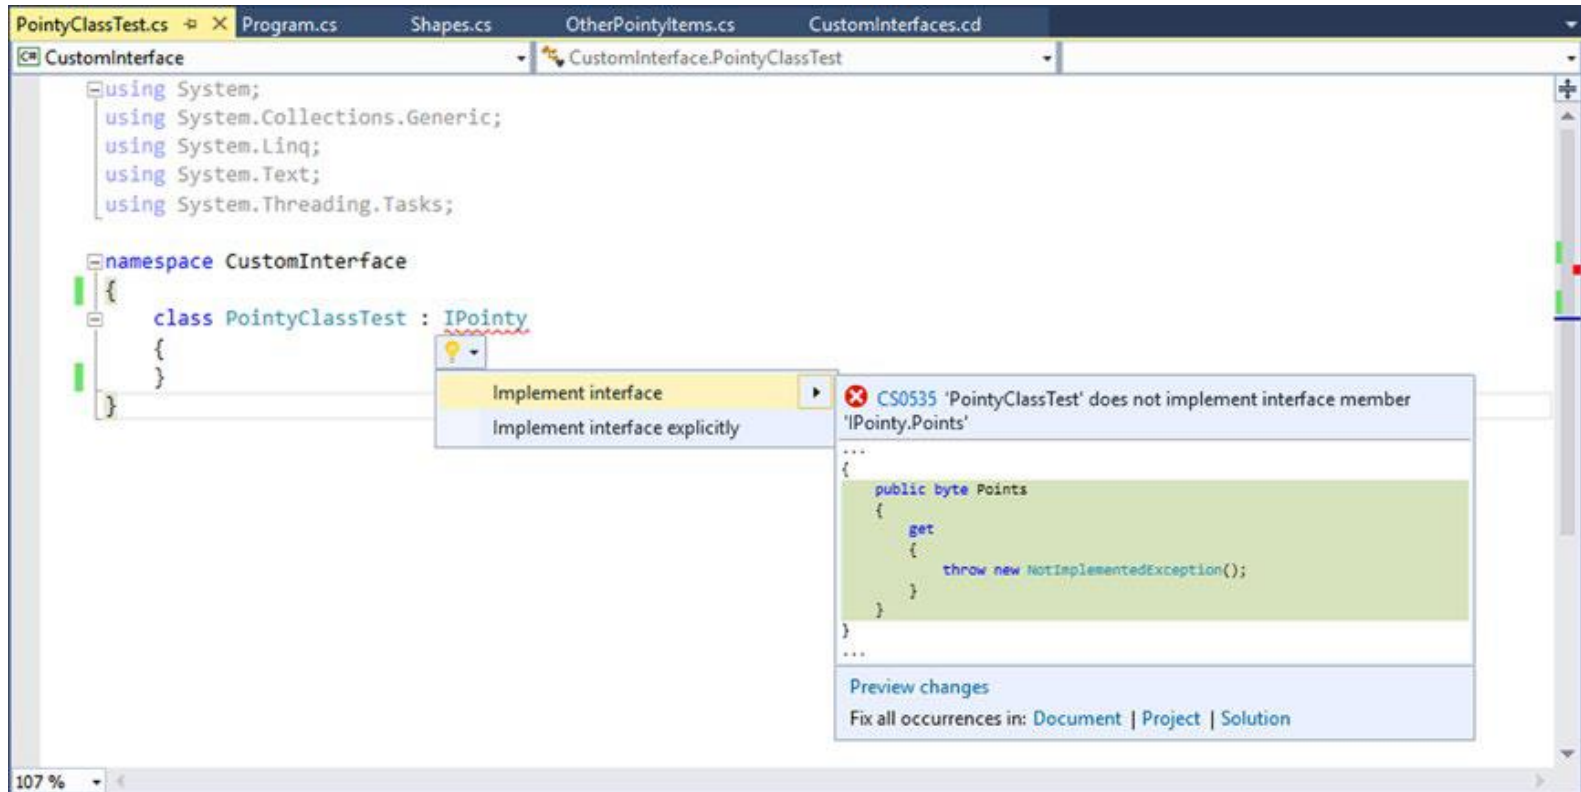 PointyClassTest.cs Program.cs Shapes.cs OtherPointyItems.cs CustomInterfaces.cd
C# CustomInterface CustomInterface.PointyClassTest
using System;
using System.Collections.Generic;
using System.Linq;
using System.Text;
using System.Threading.Tasks;
namespace CustomInterface
{
class PointyClassTest : IPointy
{
}
}
Implement interface
Implement interface explicitly
CS0535 'PointyClassTest' does not implement interface member
'IPointy.Points'
...
{
public byte Points
{
get
{
throw new NotImplementedException();
}
}
}
...
Preview changes
Fix all occurrences in: Document | Project | Solution
107 %